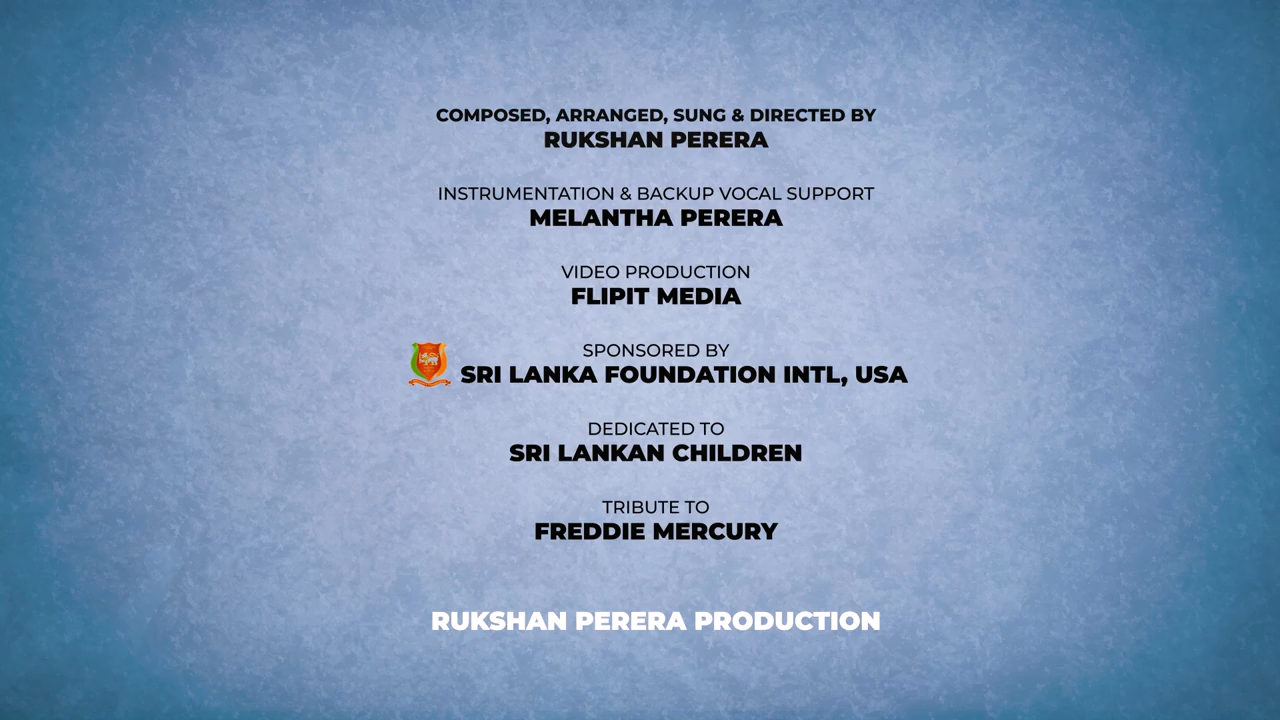 COMPOSED, ARRANGED, SUNG & DIRECTED BY
RUKSHAN PERERA
INSTRUMENTATION & BACKUP VOCAL SUPPORT
MELANTHA PERERA
VIDEO PRODUCTION
FLIPIT MEDIA
SPONSORED BY
SRI LANKA FOUNDATION INTL, USA
DEDICATED TO
SRI LANKAN CHILDREN
TRIBUTE TO
FREDDIE MERCURY
RUKSHAN PERERA PRODUCTION